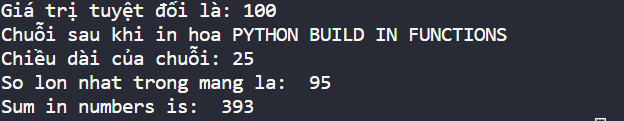 Giá trị tuyệt đối là: 100
Chuỗi sau khi in hoa PYTHON BUILD IN FUNCTIONS
Chiều dài của chuỗi: 25
So lon nhat trong mang la:  95
Sum in numbers is:  393